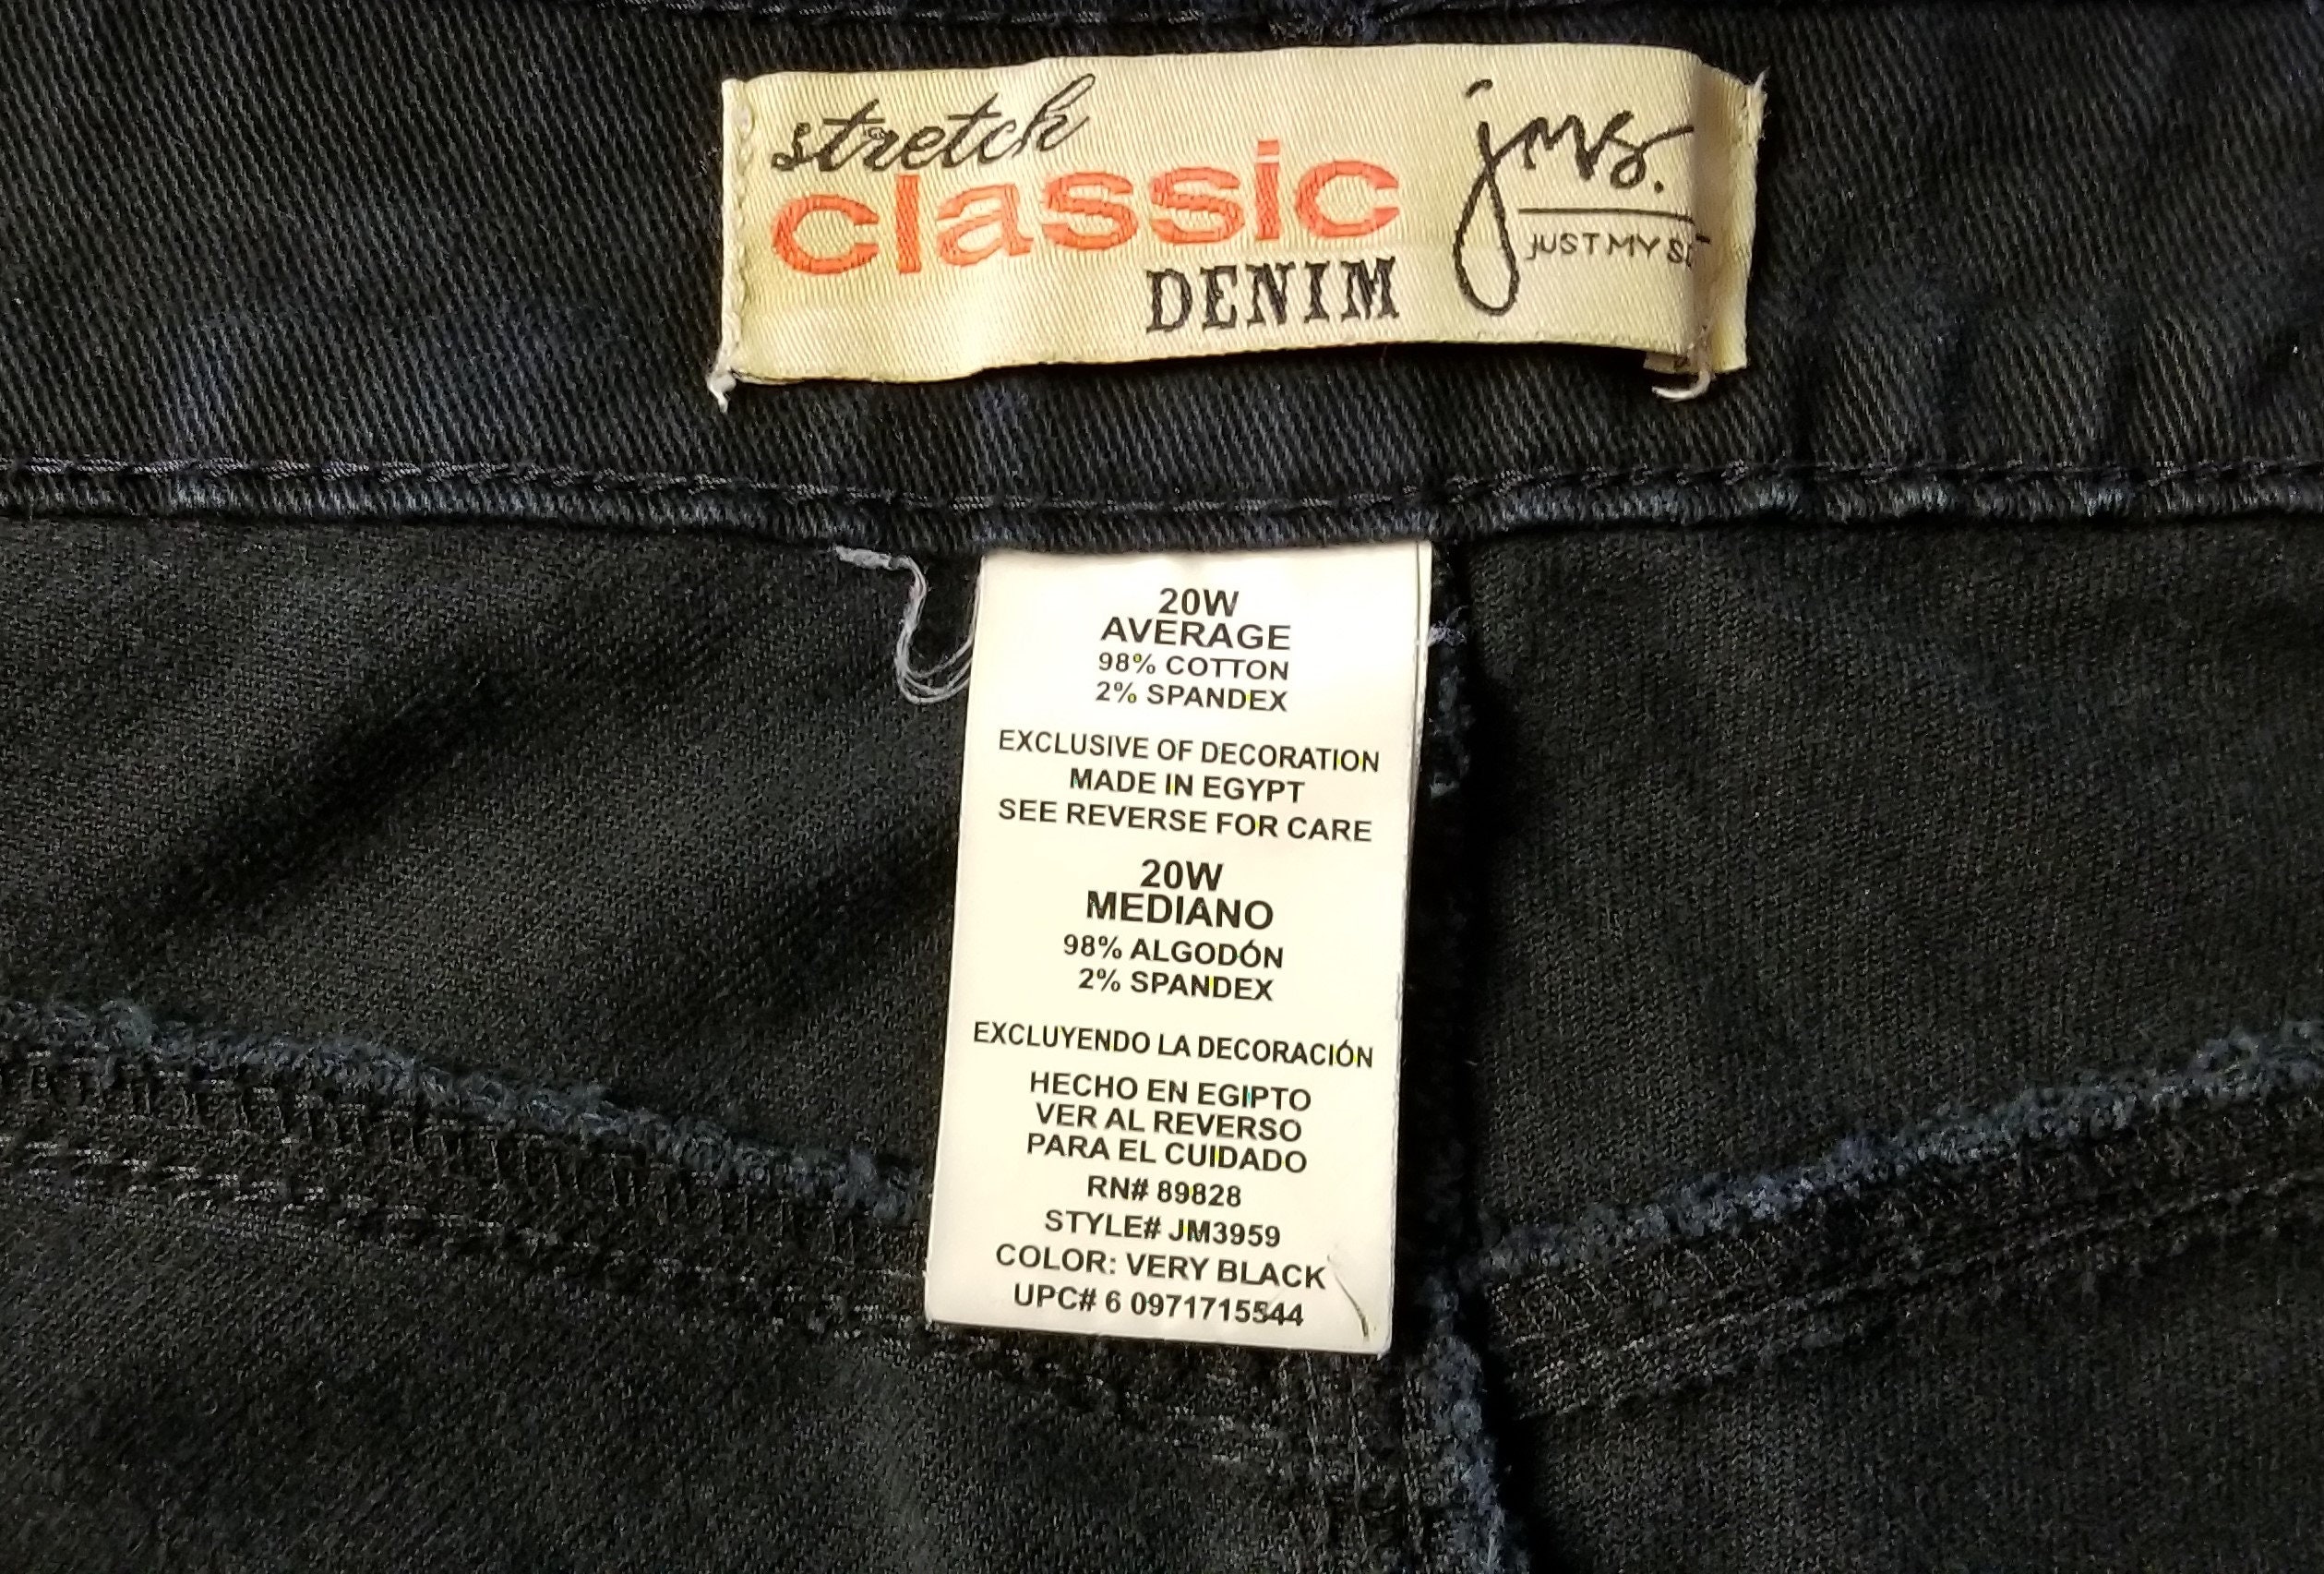 stretch
classic
DENIM
jms.
JUST MY
20W
AVERAGE
98% COTTON
2% SPANDEX
EXCLUSIVE OF DECORATION
MADE IN EGYPT
SEE REVERSE FOR CARE
20W
MEDIANO
98% ALGODÓN
2% SPANDEX
EXCLUYENDO LA DECORACIÓN
HECHO EN EGIPTO
VER AL REVERSO
PARA EL CUIDADO
RN# 89828
STYLE# JM3959
COLOR: VERY BLACK
UPC# 6 0971715544